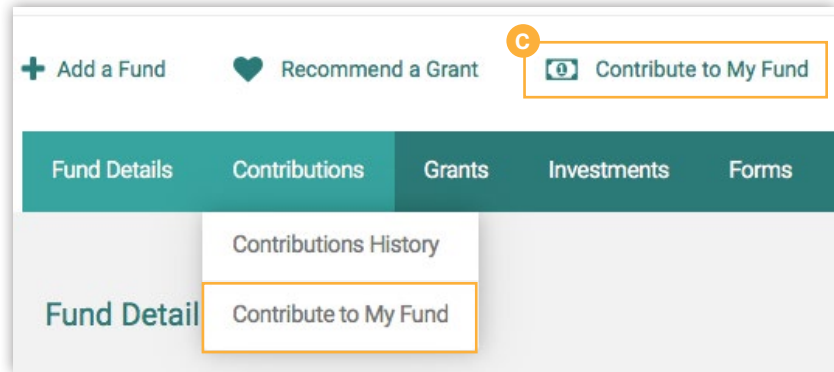 C
Add a Fund Recommend a Grant Contribute to My Fund
Fund Details Contributions Grants Investments Forms
Contributions History
Fund Detail Contribute to My Fund